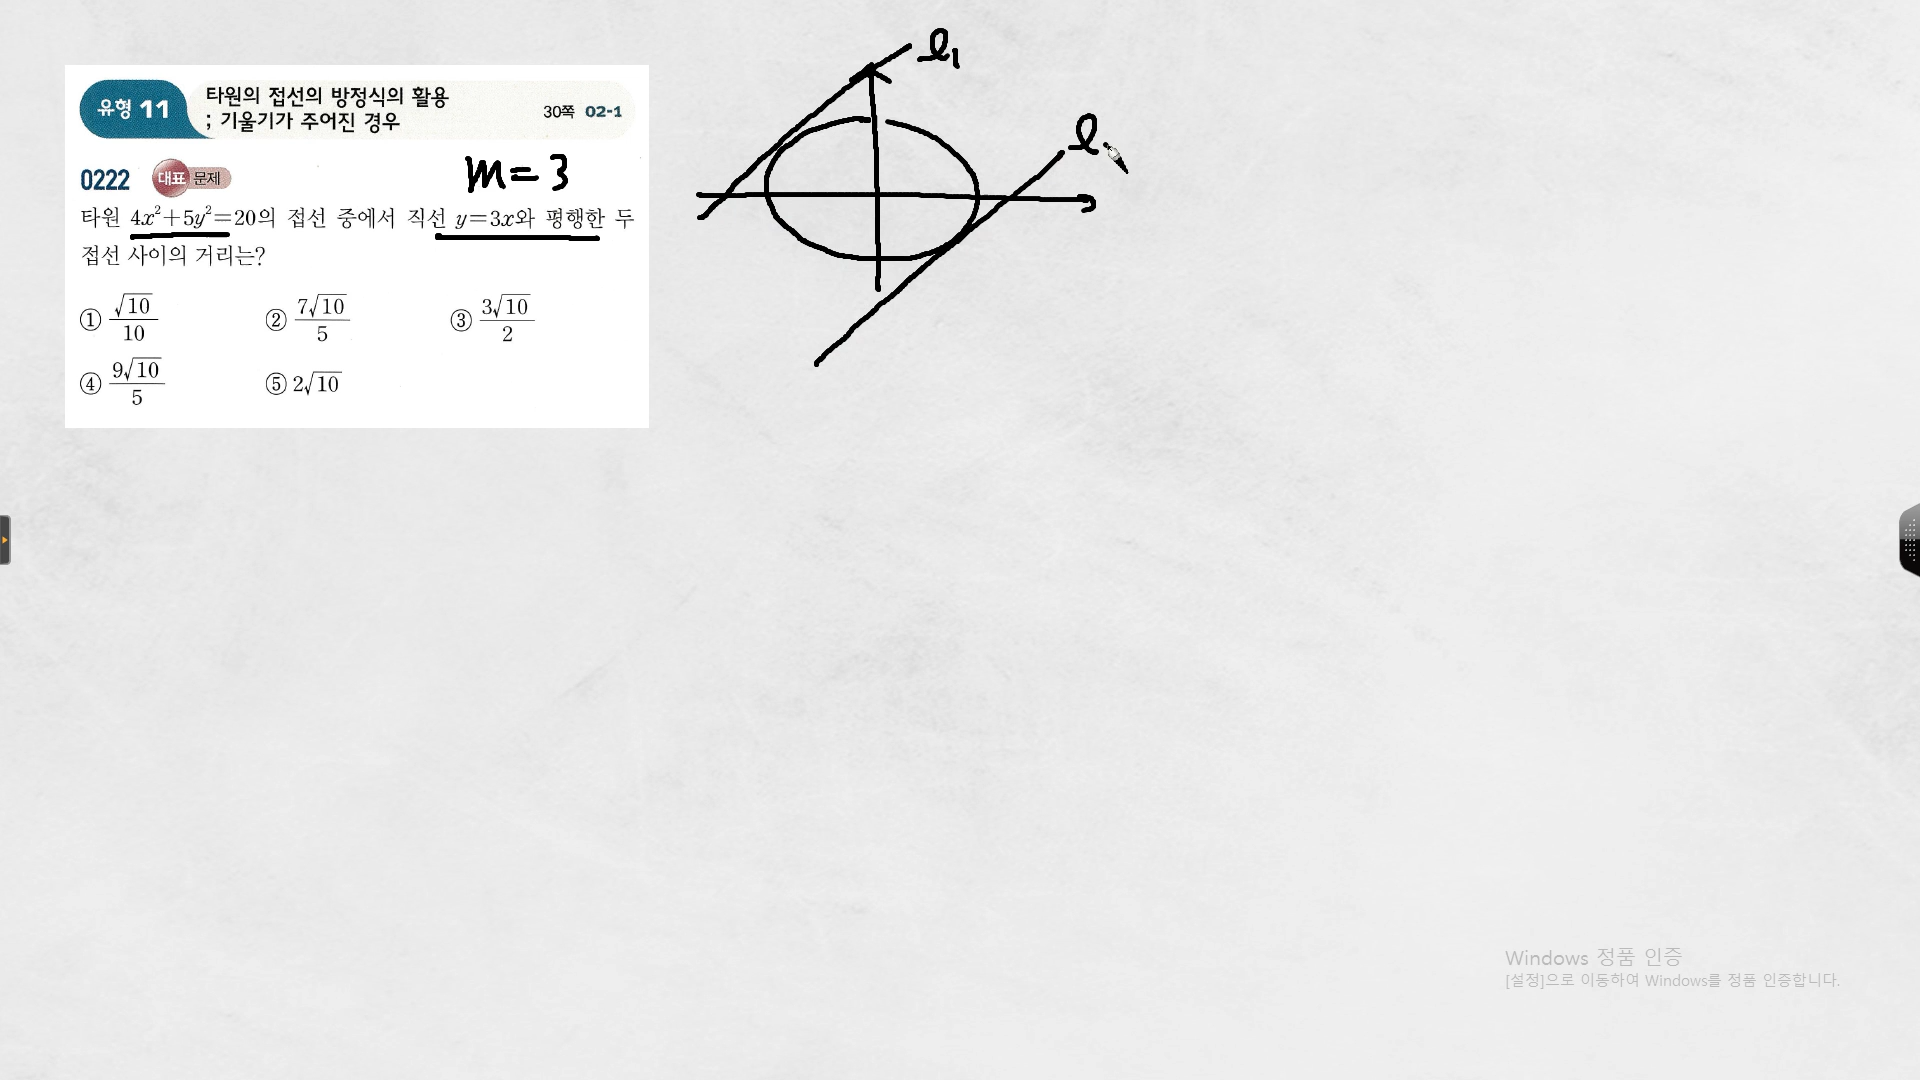 유형 11
타원의 접선의 방정식의 활용
; 기울기가 주어진 경우
30쪽 02-1
0222 대표 문제
m=3
타원 4x²+5y²=20의 접선 중에서 직선 y=3x와 평행한 두
접선 사이의 거리는?
① √10/10 ② 7√10/5 ③ 3√10/2
④ 9√10/5 ⑤ 2√10
l₁
l
Windows 정품 인증
[설정]으로 이동하여 Windows를 정품 인증합니다.